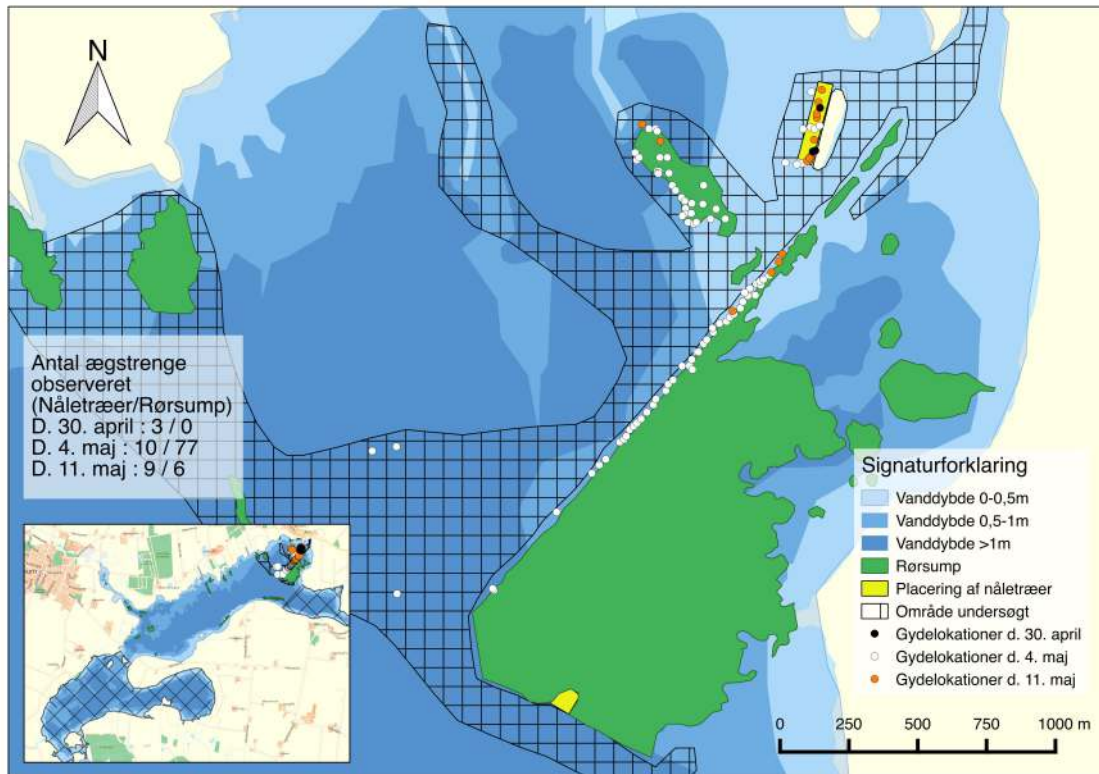 N
Antal ægstrenge
observeret
(Nåletræer/Rørsump)
D. 30. april : 3 / 0
D. 4. maj : 10 / 77
D. 11. maj : 9 / 6
Signaturforklaring
Vanddybde 0-0,5m
Vanddybde 0,5-1m
Vanddybde >1m
Rørsump
Placering af nåletræer
Område undersøgt
Gydelokationer d. 30. april
Gydelokationer d. 4. maj
Gydelokationer d. 11. maj
0 250 500 750 1000 m